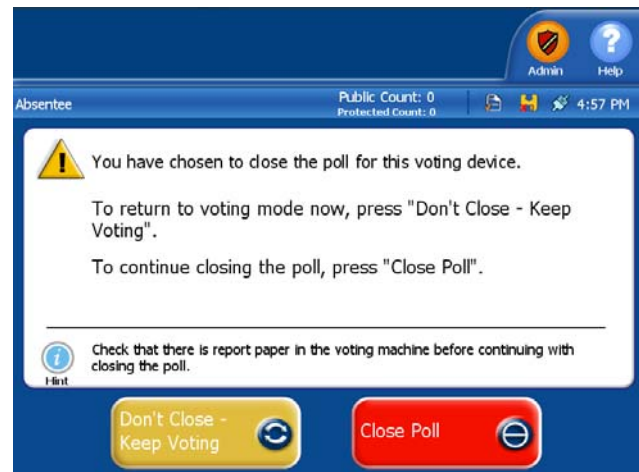 Admin
Help
Absentee
Public Count: 0
Protected Count: 0
4:57 PM
You have chosen to close the poll for this voting device.
To return to voting mode now, press "Don't Close - Keep
Voting".
To continue closing the poll, press "Close Poll".
Hint
Check that there is report paper in the voting machine before continuing with
closing the poll.
Don't Close -
Keep Voting
Close Poll